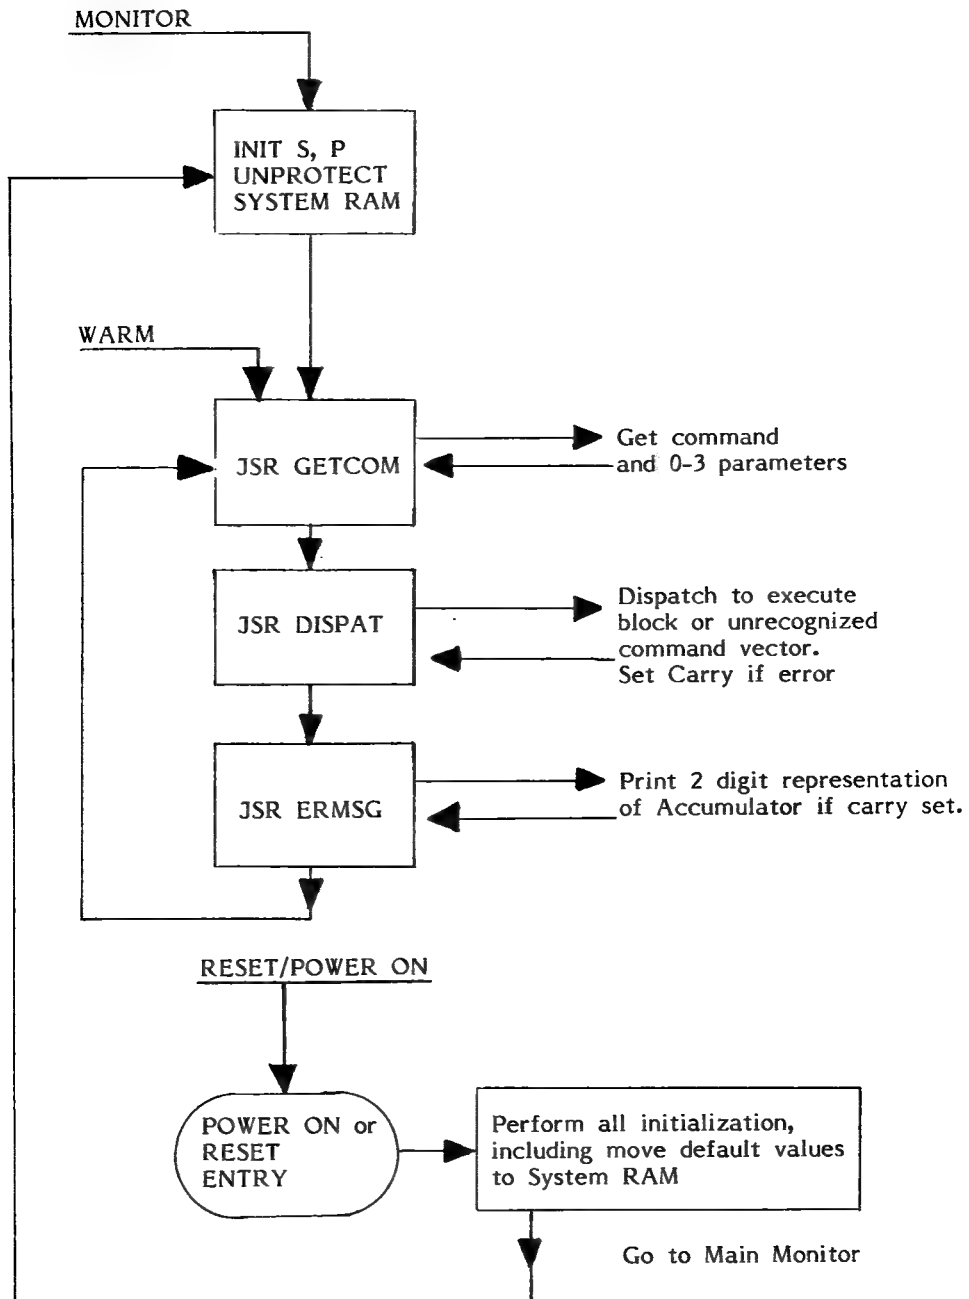 MONITOR
INIT S, P
UNPROTECT
SYSTEM RAM
WARM
JSR GETCOM
Get command
and 0-3 parameters
JSR DISPAT
Dispatch to execute
block or unrecognized
command vector.
Set Carry if error
JSR ERMSG
Print 2 digit representation
of Accumulator if carry set.
RESET/POWER ON
POWER ON or
RESET
ENTRY
Perform all initialization,
including move default values
to System RAM
Go to Main Monitor